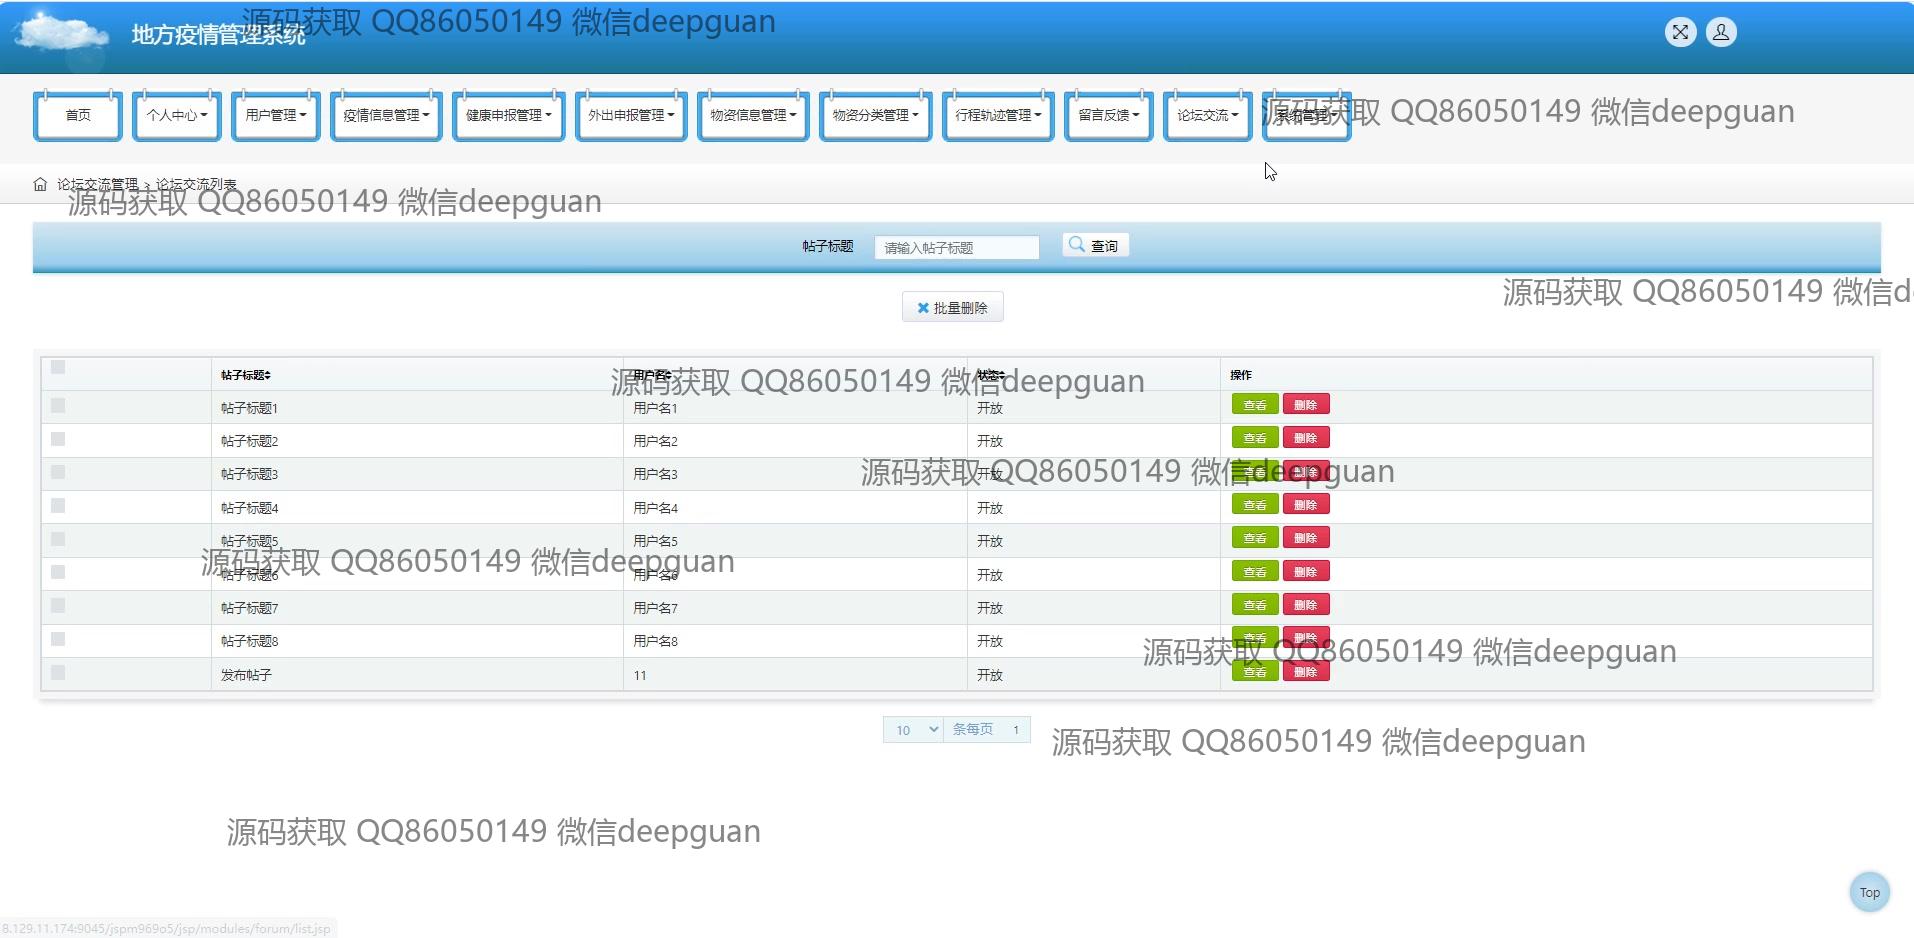 地方疫情管理系统
源码获取 QQ86050149 微信deepguan
首页 个人中心 用户管理 疫情信息管理 健康申报管理 外出申报管理 物资信息管理 物资分类管理 行程轨迹管理 留言反馈 论坛交流 系统管理
源码获取 QQ86050149 微信deepguan
论坛交流管理 > 论坛交流列表
源码获取 QQ86050149 微信deepguan
帖子标题 请输入帖子标题 查询
源码获取 QQ86050149 微信d
批量删除
帖子标题 用户名 状态 操作
源码获取 QQ86050149 微信deepguan
帖子标题1 用户名1 开放 查看 删除
帖子标题2 用户名2 开放 查看 删除
帖子标题3 用户名3 开放 查看 删除
源码获取 QQ86050149 微信deepguan
帖子标题4 用户名4 开放 查看 删除
帖子标题5 用户名5 开放 查看 删除
源码获取 QQ86050149 微信deepguan
帖子标题6 用户名6 开放 查看 删除
帖子标题7 用户名7 开放 查看 删除
帖子标题8 用户名8 开放 查看 删除
源码获取 QQ86050149 微信deepguan
发布帖子 11 开放 查看 删除
10 条每页 1
源码获取 QQ86050149 微信deepguan
源码获取 QQ86050149 微信deepguan
Top
8.129.11.174:9045/jspm969o5/jsp/modules/forum/list.jsp